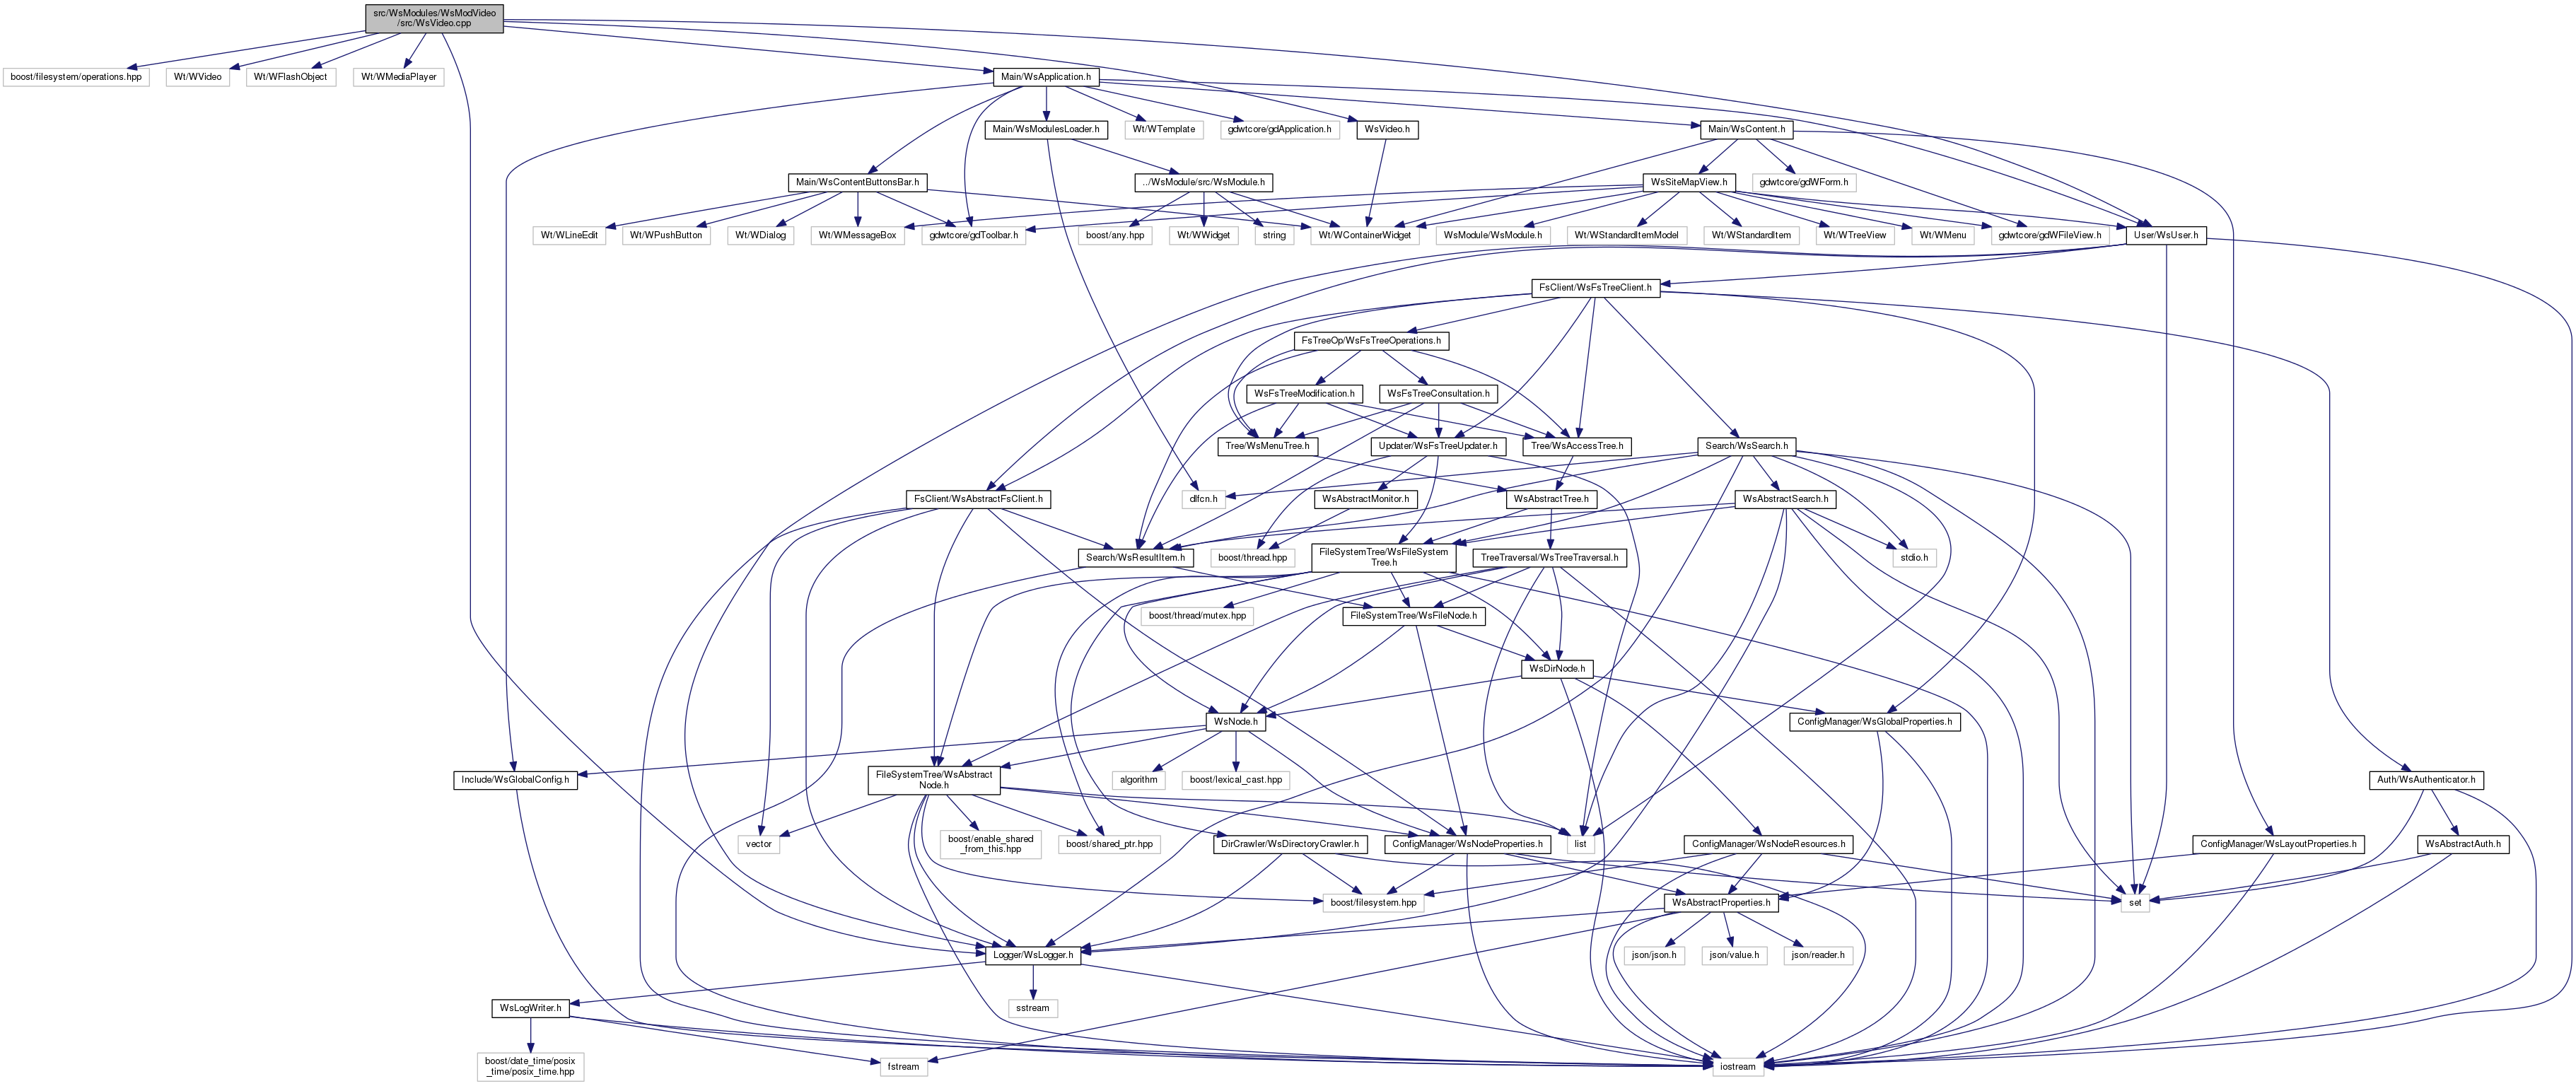 src/WsModules/WsModVideo
/src/WsVideo.cpp
boost/filesystem/operations.hpp
Wt/WVideo
Wt/WFlashObject
Wt/WMediaPlayer
Main/WsApplication.h
Main/WsModulesLoader.h
Wt/WTemplate
gdwtcore/gdApplication.h
WsVideo.h
Main/WsContent.h
Main/WsContentButtonsBar.h
../WsModule/src/WsModule.h
WsSiteMapView.h
gdwtcore/gdWForm.h
Wt/WLineEdit
Wt/WPushButton
Wt/WDialog
Wt/WMessageBox
gdwtcore/gdToolbar.h
boost/any.hpp
Wt/WWidget
string
Wt/WContainerWidget
WsModule/WsModule.h
Wt/WStandardItemModel
Wt/WStandardItem
Wt/WTreeView
Wt/WMenu
gdwtcore/gdWFileView.h
User/WsUser.h
FsClient/WsFsTreeClient.h
FsTreeOp/WsFsTreeOperations.h
WsFsTreeModification.h
WsFsTreeConsultation.h
Tree/WsMenuTree.h
Updater/WsFsTreeUpdater.h
Tree/WsAccessTree.h
Search/WsSearch.h
FsClient/WsAbstractFsClient.h
dlfcn.h
WsAbstractMonitor.h
WsAbstractTree.h
WsAbstractSearch.h
Search/WsResultItem.h
boost/thread.hpp
FileSystemTree/WsFileSystem
Tree.h
TreeTraversal/WsTreeTraversal.h
stdio.h
boost/thread/mutex.hpp
FileSystemTree/WsFileNode.h
WsDirNode.h
WsNode.h
ConfigManager/WsGlobalProperties.h
Include/WsGlobalConfig.h
FileSystemTree/WsAbstract
Node.h
algorithm
boost/lexical_cast.hpp
Auth/WsAuthenticator.h
vector
boost/enable_shared
_from_this.hpp
boost/shared_ptr.hpp
DirCrawler/WsDirectoryCrawler.h
ConfigManager/WsNodeProperties.h
list
ConfigManager/WsNodeResources.h
ConfigManager/WsLayoutProperties.h
WsAbstractAuth.h
boost/filesystem.hpp
WsAbstractProperties.h
set
Logger/WsLogger.h
json/json.h
json/value.h
json/reader.h
WsLogWriter.h
sstream
boost/date_time/posix
_time/posix_time.hpp
fstream
iostream